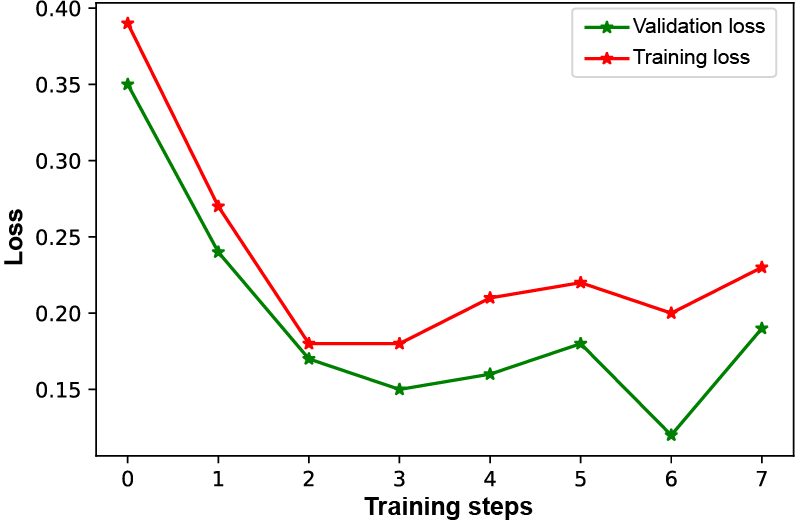 0.40
0.35
0.30
0.25
0.20
0.15
Loss
Validation loss
Training loss
0 1 2 3 4 5 6 7
Training steps